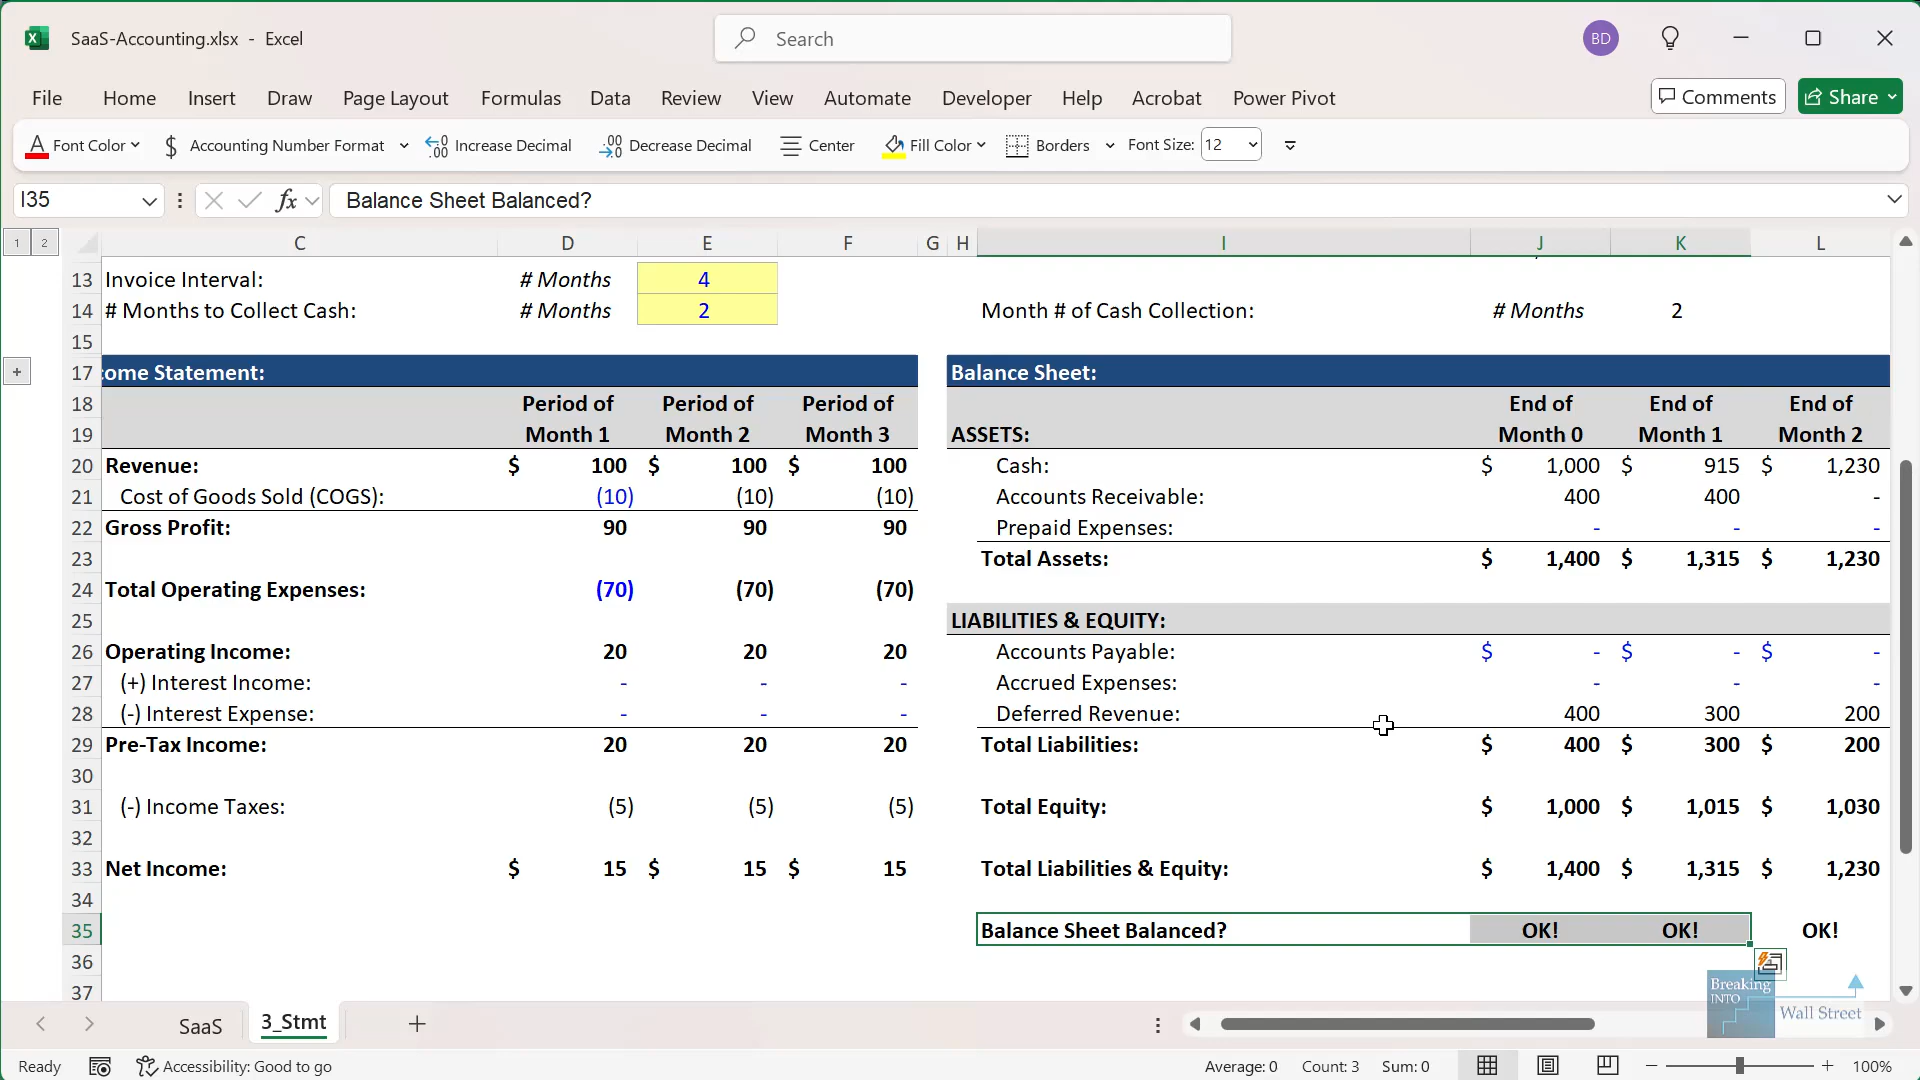 SaaS-Accounting.xlsx - Excel
Search
BD
File Home Insert Draw Page Layout Formulas Data Review View Automate Developer Help Acrobat Power Pivot
Comments Share
Font Color $ Accounting Number Format Increase Decimal Decrease Decimal Center Fill Color Borders Font Size: 12
I35 fx Balance Sheet Balanced?
1 2 C D E F G H I J K L
13 Invoice Interval: # Months 4
14 # Months to Collect Cash: # Months 2 Month # of Cash Collection: # Months 2
15
17 come Statement: Balance Sheet:
18 Period of Period of Period of End of End of End of
19 Month 1 Month 2 Month 3 ASSETS: Month 0 Month 1 Month 2
20 Revenue: $ 100 $ 100 $ 100 Cash: $ 1,000 $ 915 $ 1,230
21 Cost of Goods Sold (COGS): (10) (10) (10) Accounts Receivable: 400 400 -
22 Gross Profit: 90 90 90 Prepaid Expenses: - - -
23 Total Assets: $ 1,400 $ 1,315 $ 1,230
24 Total Operating Expenses: (70) (70) (70)
25 LIABILITIES & EQUITY:
26 Operating Income: 20 20 20 Accounts Payable: $ - $ - $ -
27 (+) Interest Income: - - - Accrued Expenses: - - -
28 (-) Interest Expense: - - - Deferred Revenue: 400 300 200
29 Pre-Tax Income: 20 20 20 Total Liabilities: $ 400 $ 300 $ 200
30
31 (-) Income Taxes: (5) (5) (5) Total Equity: $ 1,000 $ 1,015 $ 1,030
32
33 Net Income: $ 15 $ 15 $ 15 Total Liabilities & Equity: $ 1,400 $ 1,315 $ 1,230
34
35 Balance Sheet Balanced? OK! OK! OK!
36
37
Breaking
INTO
Wall Street
SaaS 3_Stmt
Ready Accessibility: Good to go Average: 0 Count: 3 Sum: 0 100%